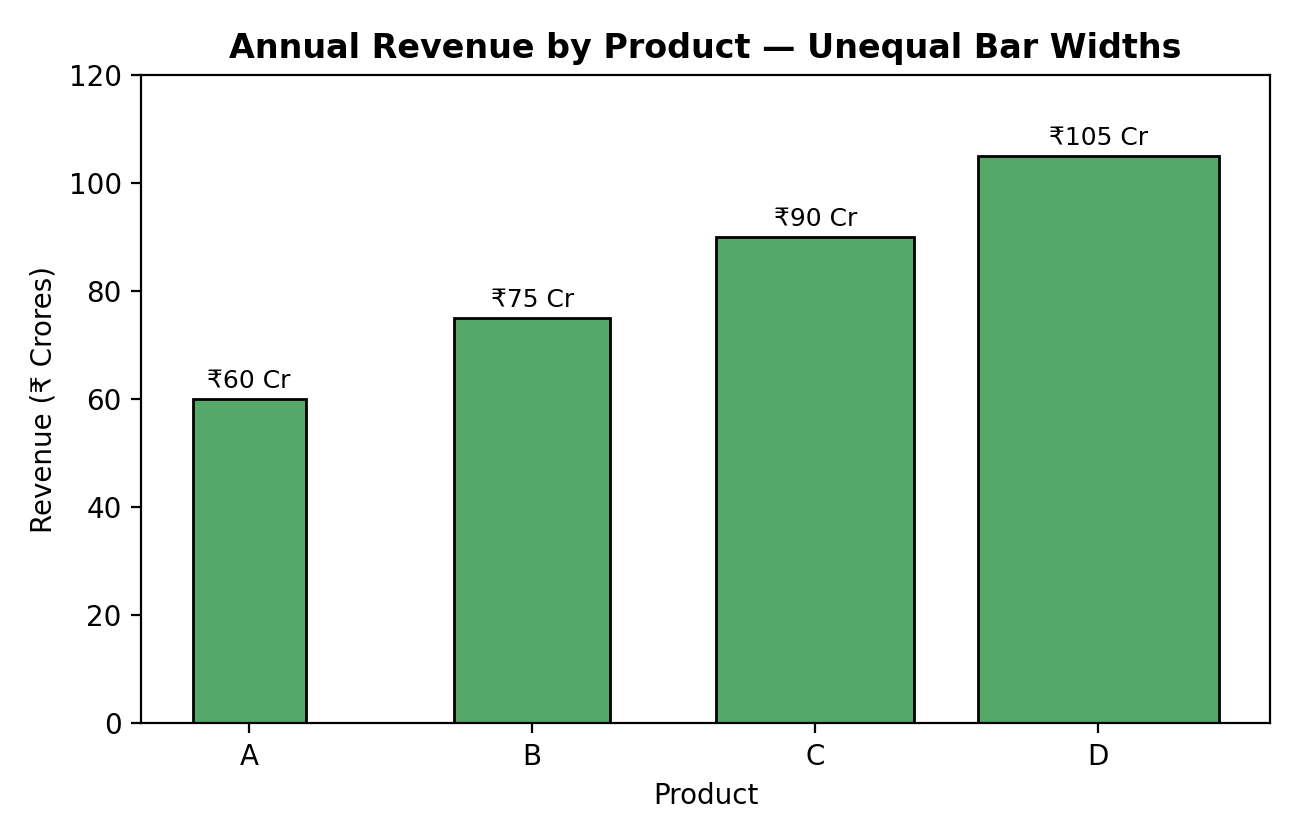 Annual Revenue by Product — Unequal Bar Widths
120
100
80
60
40
20
0
Revenue (₹ Crores)
₹60 Cr
₹75 Cr
₹90 Cr
₹105 Cr
A
B
C
D
Product